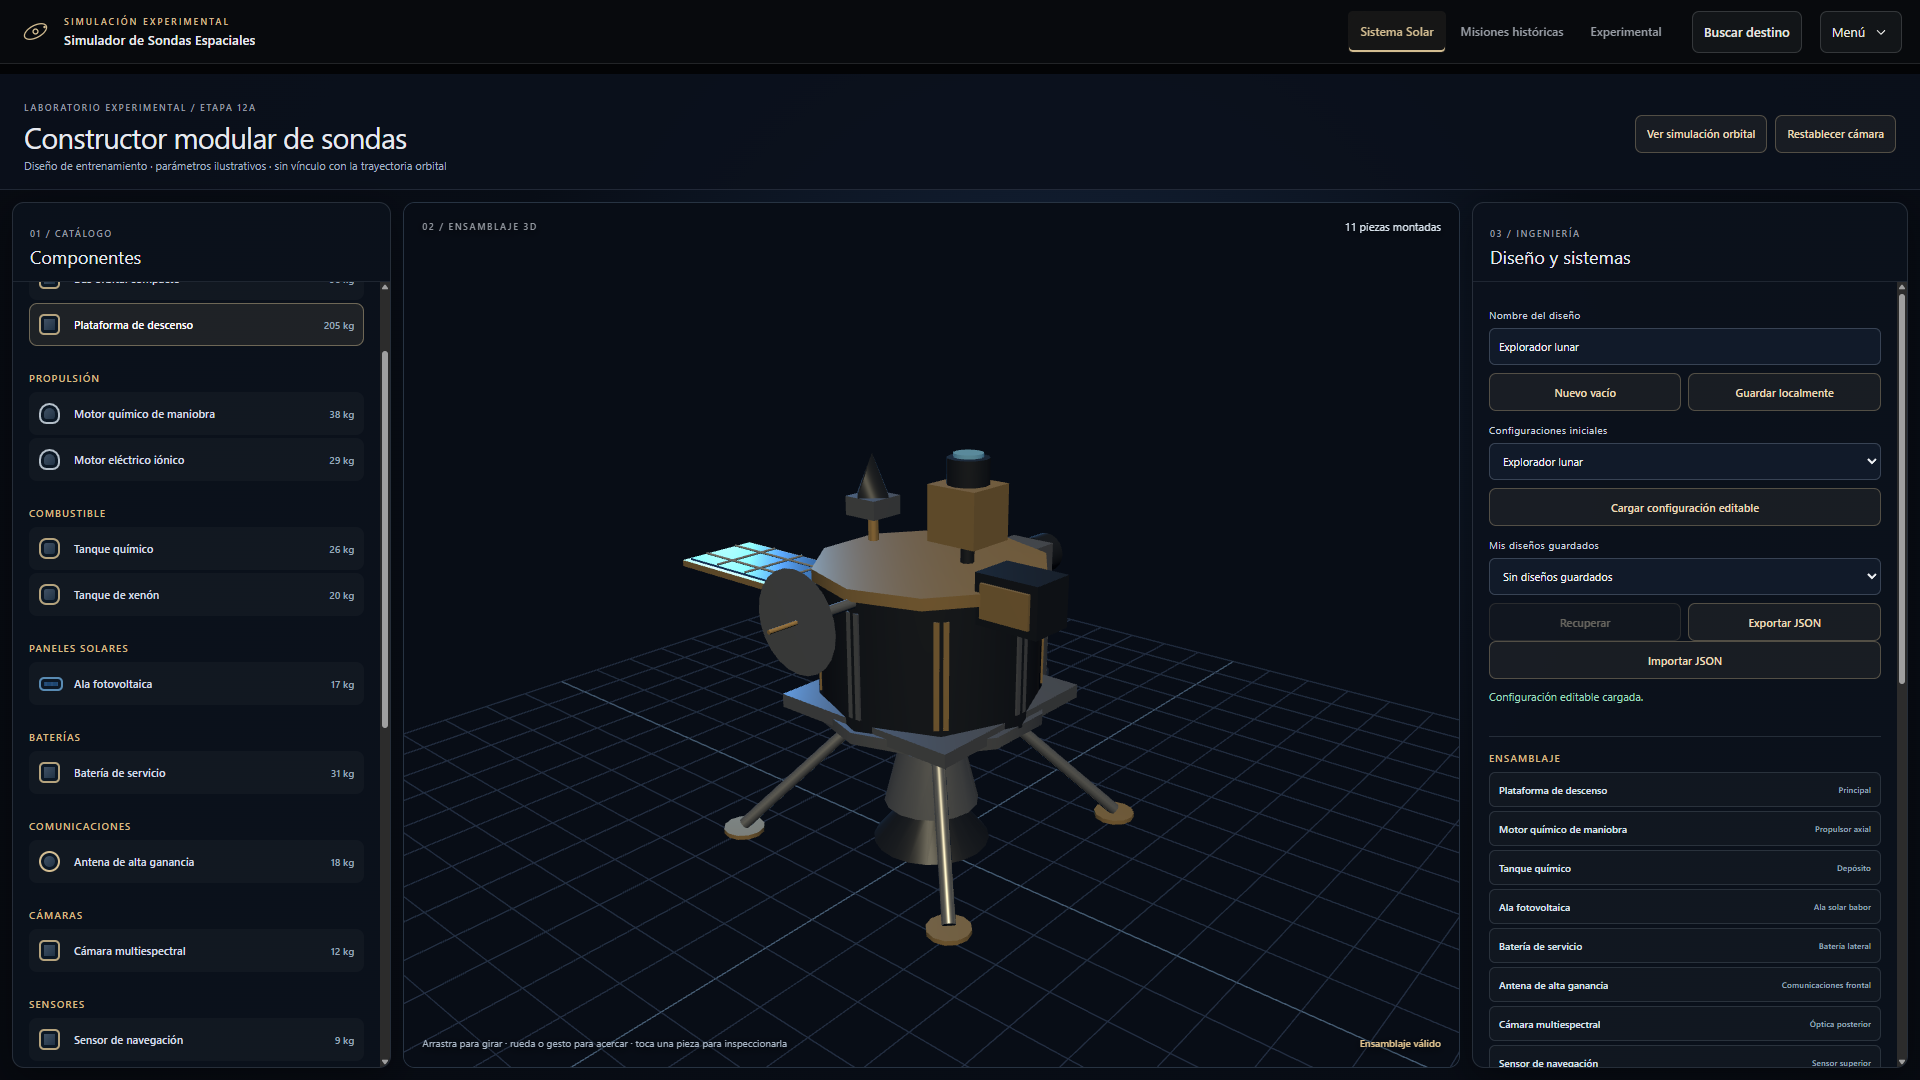 SIMULACIÓN EXPERIMENTAL
Simulador de Sondas Espaciales
Sistema Solar
Misiones históricas
Experimental
Buscar destino
Menú
LABORATORIO EXPERIMENTAL / ETAPA 12A
Constructor modular de sondas
Diseño de entrenamiento · parámetros ilustrativos · sin vínculo con la trayectoria orbital
Ver simulación orbital
Restablecer cámara
01 / CATÁLOGO
Componentes
Plataforma de descenso 205 kg
PROPULSIÓN
Motor químico de maniobra 38 kg
Motor eléctrico iónico 29 kg
COMBUSTIBLE
Tanque químico 26 kg
Tanque de xenón 20 kg
PANELES SOLARES
Ala fotovoltaica 17 kg
BATERÍAS
Batería de servicio 31 kg
COMUNICACIONES
Antena de alta ganancia 18 kg
CÁMARAS
Cámara multiespectral 12 kg
SENSORES
Sensor de navegación 9 kg
02 / ENSAMBLAJE 3D
11 piezas montadas
Arrastra para girar · rueda o gesto para acercar · toca una pieza para inspeccionarla
Ensamblaje válido
03 / INGENIERÍA
Diseño y sistemas
Nombre del diseño
Explorador lunar
Nuevo vacío
Guardar localmente
Configuraciones iniciales
Explorador lunar
Cargar configuración editable
Mis diseños guardados
Sin diseños guardados
Recuperar
Exportar JSON
Importar JSON
Configuración editable cargada.
ENSAMBLAJE
Plataforma de descenso Principal
Motor químico de maniobra Propulsor axial
Tanque químico Depósito
Ala fotovoltaica Ala solar babor
Batería de servicio Batería lateral
Antena de alta ganancia Comunicaciones frontal
Cámara multiespectral Óptica posterior
Sensor de navegación Sensor superior